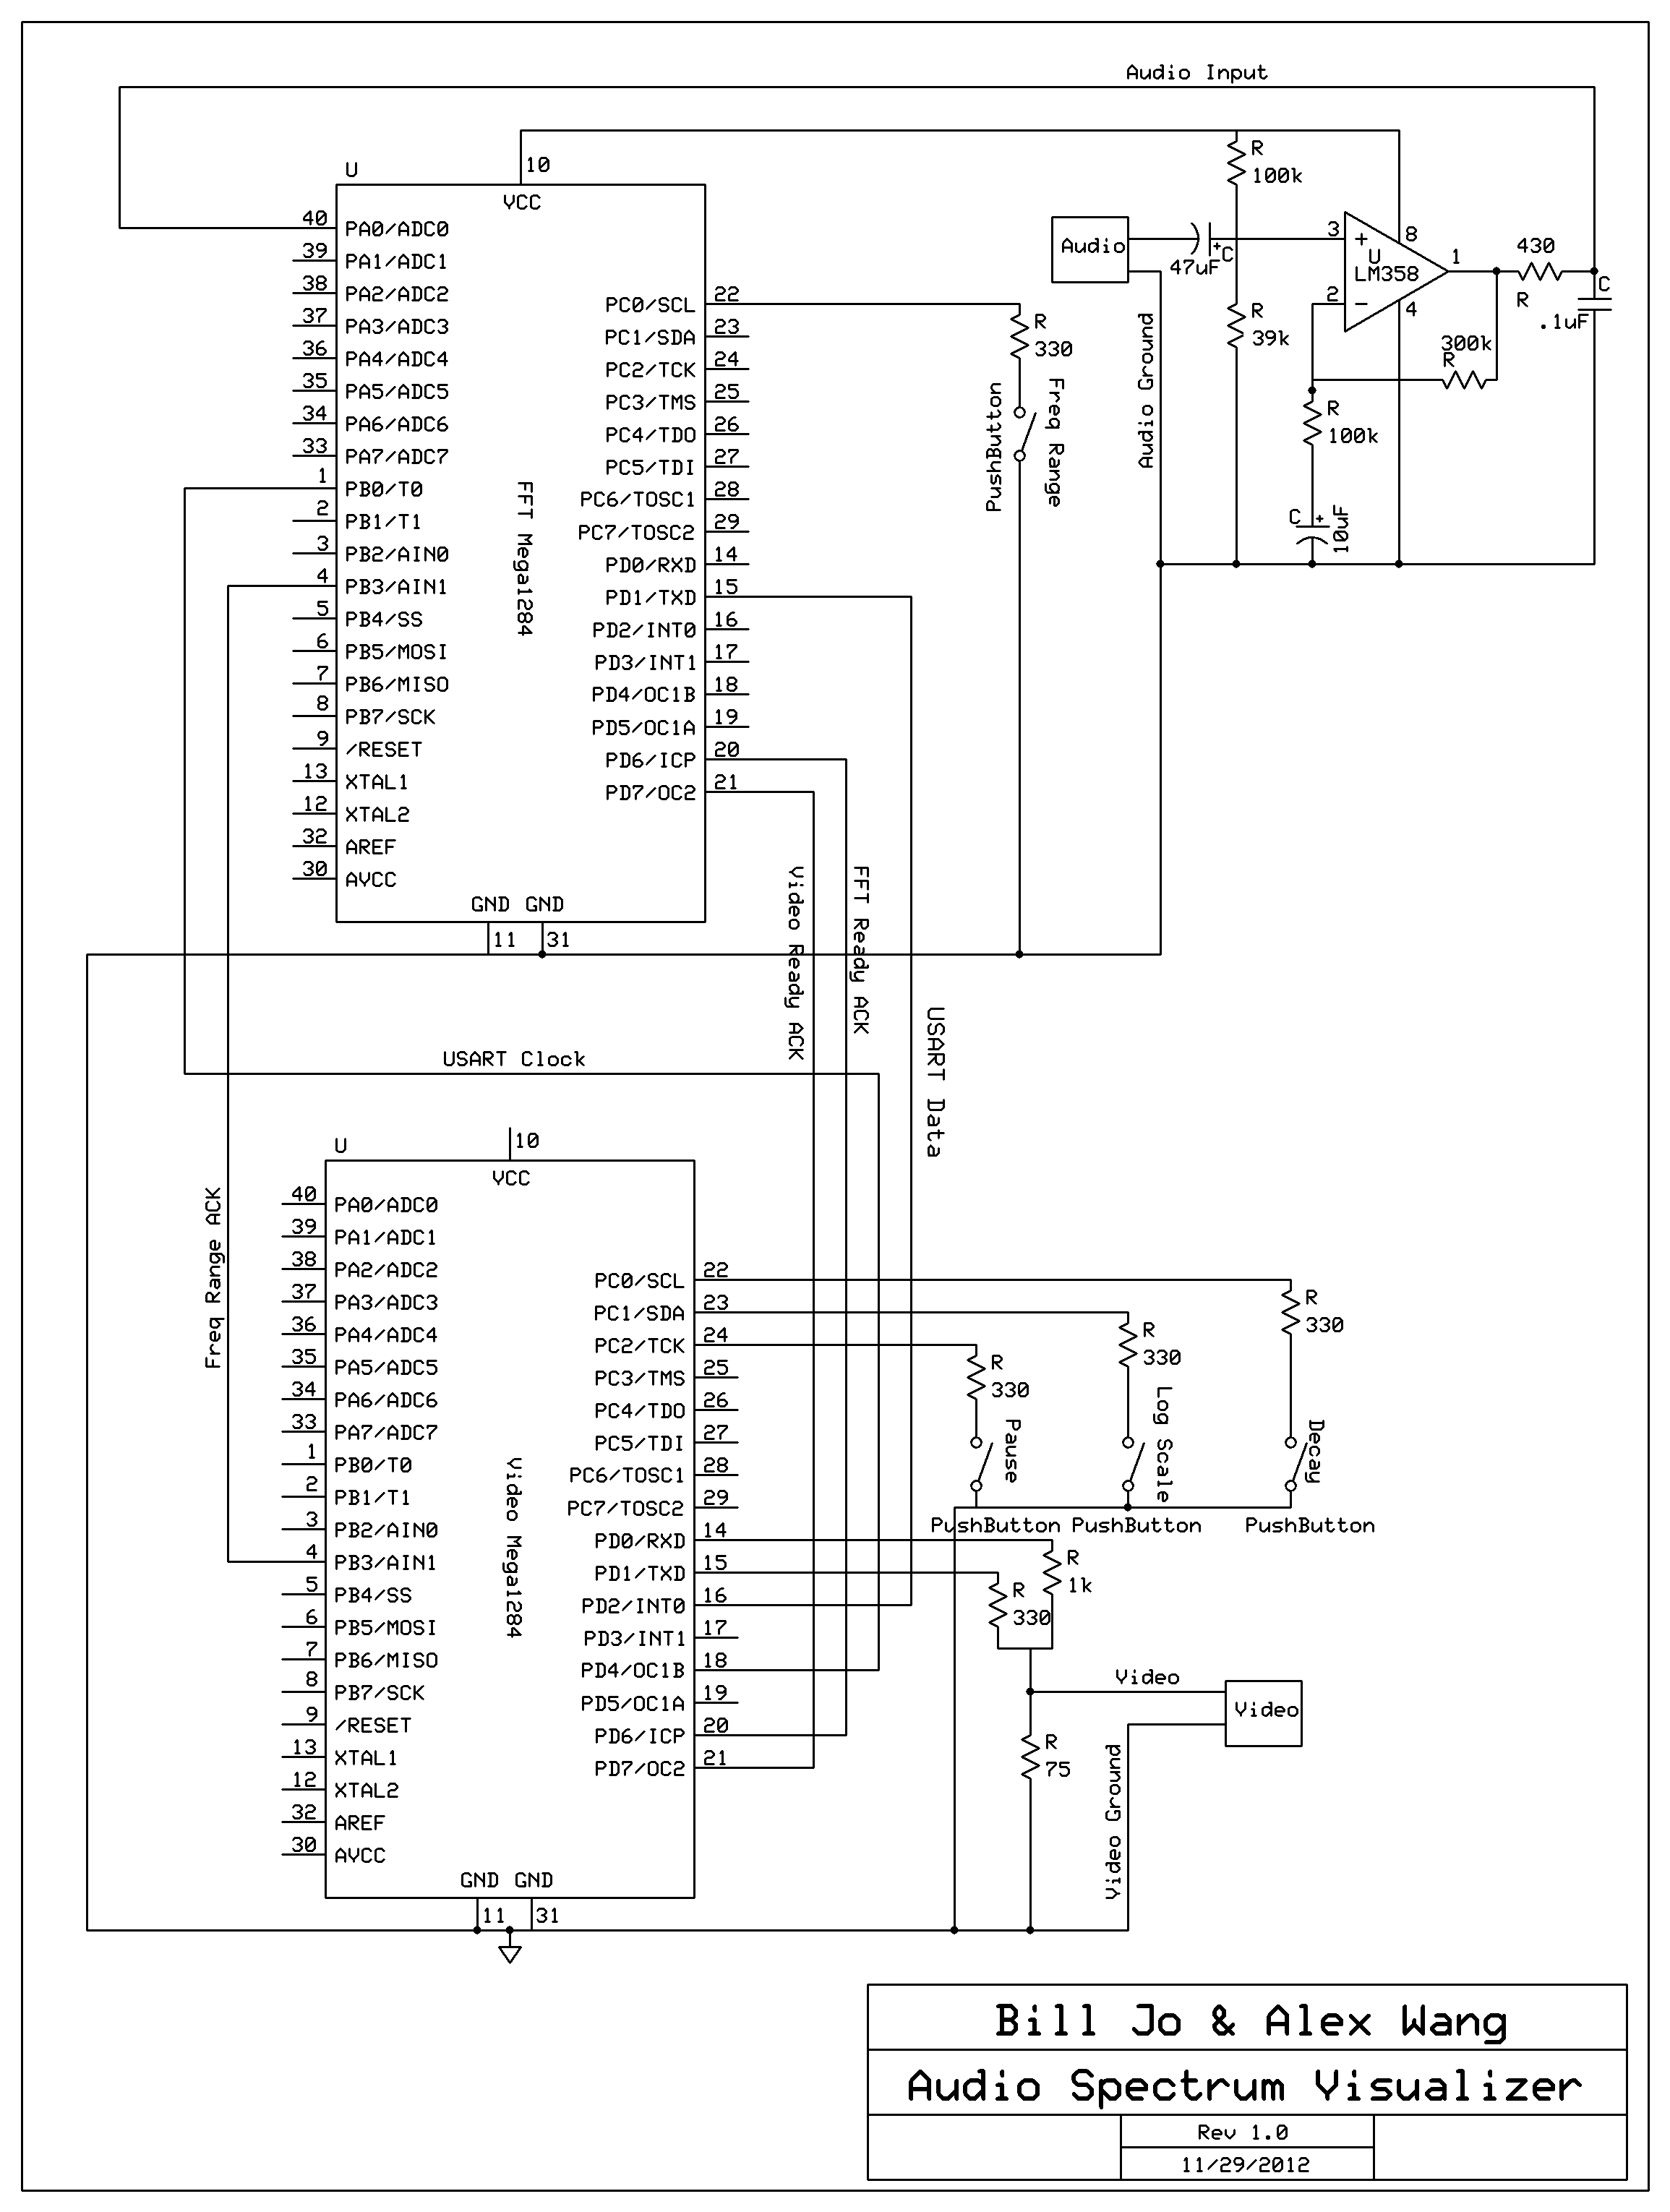 Audio Input
U
10
VCC
40 PA0/ADC0
39 PA1/ADC1
38 PA2/ADC2
37 PA3/ADC3
36 PA4/ADC4
35 PA5/ADC5
34 PA6/ADC6
33 PA7/ADC7
1 PB0/T0
2 PB1/T1
3 PB2/AIN0
4 PB3/AIN1
5 PB4/SS
6 PB5/MOSI
7 PB6/MISO
8 PB7/SCK
9 /RESET
13 XTAL1
12 XTAL2
32 AREF
30 AVCC
FFT Mega1284
PC0/SCL 22
PC1/SDA 23
PC2/TCK 24
PC3/TMS 25
PC4/TDO 26
PC5/TDI 27
PC6/TOSC1 28
PC7/TOSC2 29
PD0/RXD 14
PD1/TXD 15
PD2/INT0 16
PD3/INT1 17
PD4/OC1B 18
PD5/OC1A 19
PD6/ICP 20
PD7/OC2 21
GND GND
11 31
R
330
PushButton
Freq Range
Audio
Audio Ground
47uF
+
C
R
100k
R
39k
3
+
U
LM358
2
-
8
4
1
430
R
C
.1uF
300k
R
R
100k
C
+
10uF
Video Ready ACK
FFT Ready ACK
USART Data
USART Clock
Freq Range ACK
U
10
VCC
40 PA0/ADC0
39 PA1/ADC1
38 PA2/ADC2
37 PA3/ADC3
36 PA4/ADC4
35 PA5/ADC5
34 PA6/ADC6
33 PA7/ADC7
1 PB0/T0
2 PB1/T1
3 PB2/AIN0
4 PB3/AIN1
5 PB4/SS
6 PB5/MOSI
7 PB6/MISO
8 PB7/SCK
9 /RESET
13 XTAL1
12 XTAL2
32 AREF
30 AVCC
Video Mega1284
PC0/SCL 22
PC1/SDA 23
PC2/TCK 24
PC3/TMS 25
PC4/TDO 26
PC5/TDI 27
PC6/TOSC1 28
PC7/TOSC2 29
PD0/RXD 14
PD1/TXD 15
PD2/INT0 16
PD3/INT1 17
PD4/OC1B 18
PD5/OC1A 19
PD6/ICP 20
PD7/OC2 21
GND GND
11 31
R
330
Pause
PushButton
R
330
Log Scale
PushButton
R
330
Decay
PushButton
R
1k
R
330
Video
Video
R
75
Video Ground
Bill Jo & Alex Wang
Audio Spectrum Visualizer
Rev 1.0
11/29/2012